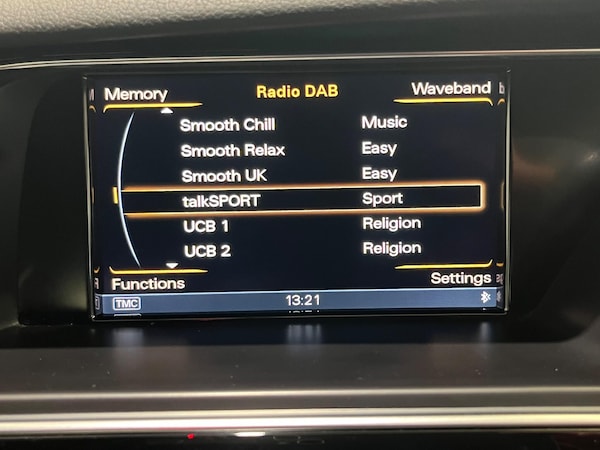 Memory Radio DAB Waveband
Smooth Chill Music
Smooth Relax Easy
Smooth UK Easy
talkSPORT Sport
UCB 1 Religion
UCB 2 Religion
Functions Settings
TMC 13:21